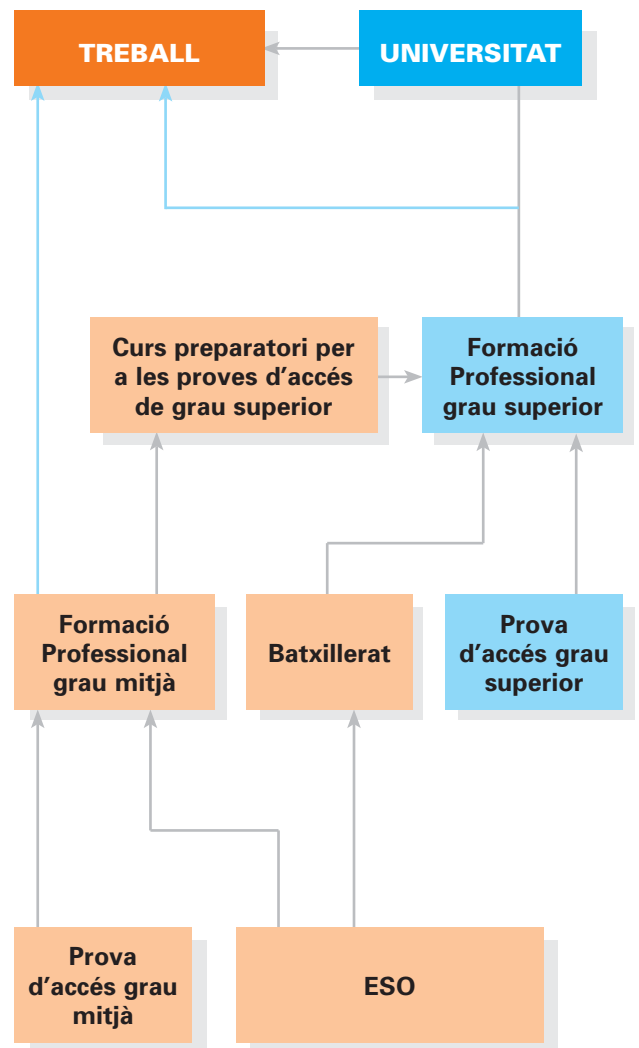 TREBALL
UNIVERSITAT
Curs preparatori per
a les proves d'accés
de grau superior
Formació
Professional
grau superior
Formació
Professional
grau mitjà
Batxillerat
Prova
d'accés grau
superior
Prova
d'accés grau
mitjà
ESO